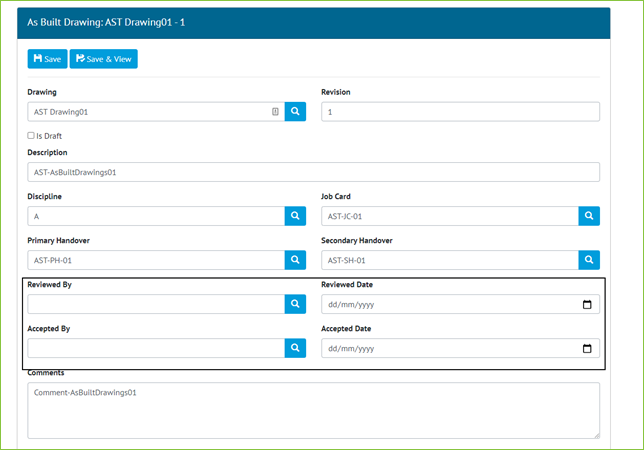 As Built Drawing: AST Drawing01 - 1
Save Save & View
Drawing Revision
AST Drawing01 1
Is Draft
Description
AST-AsBuiltDrawings01
Discipline Job Card
A AST-JC-01
Primary Handover Secondary Handover
AST-PH-01 AST-SH-01
Reviewed By Reviewed Date
dd/mm/yyyy
Accepted By Accepted Date
dd/mm/yyyy
Comments
Comment-AsBuiltDrawings01